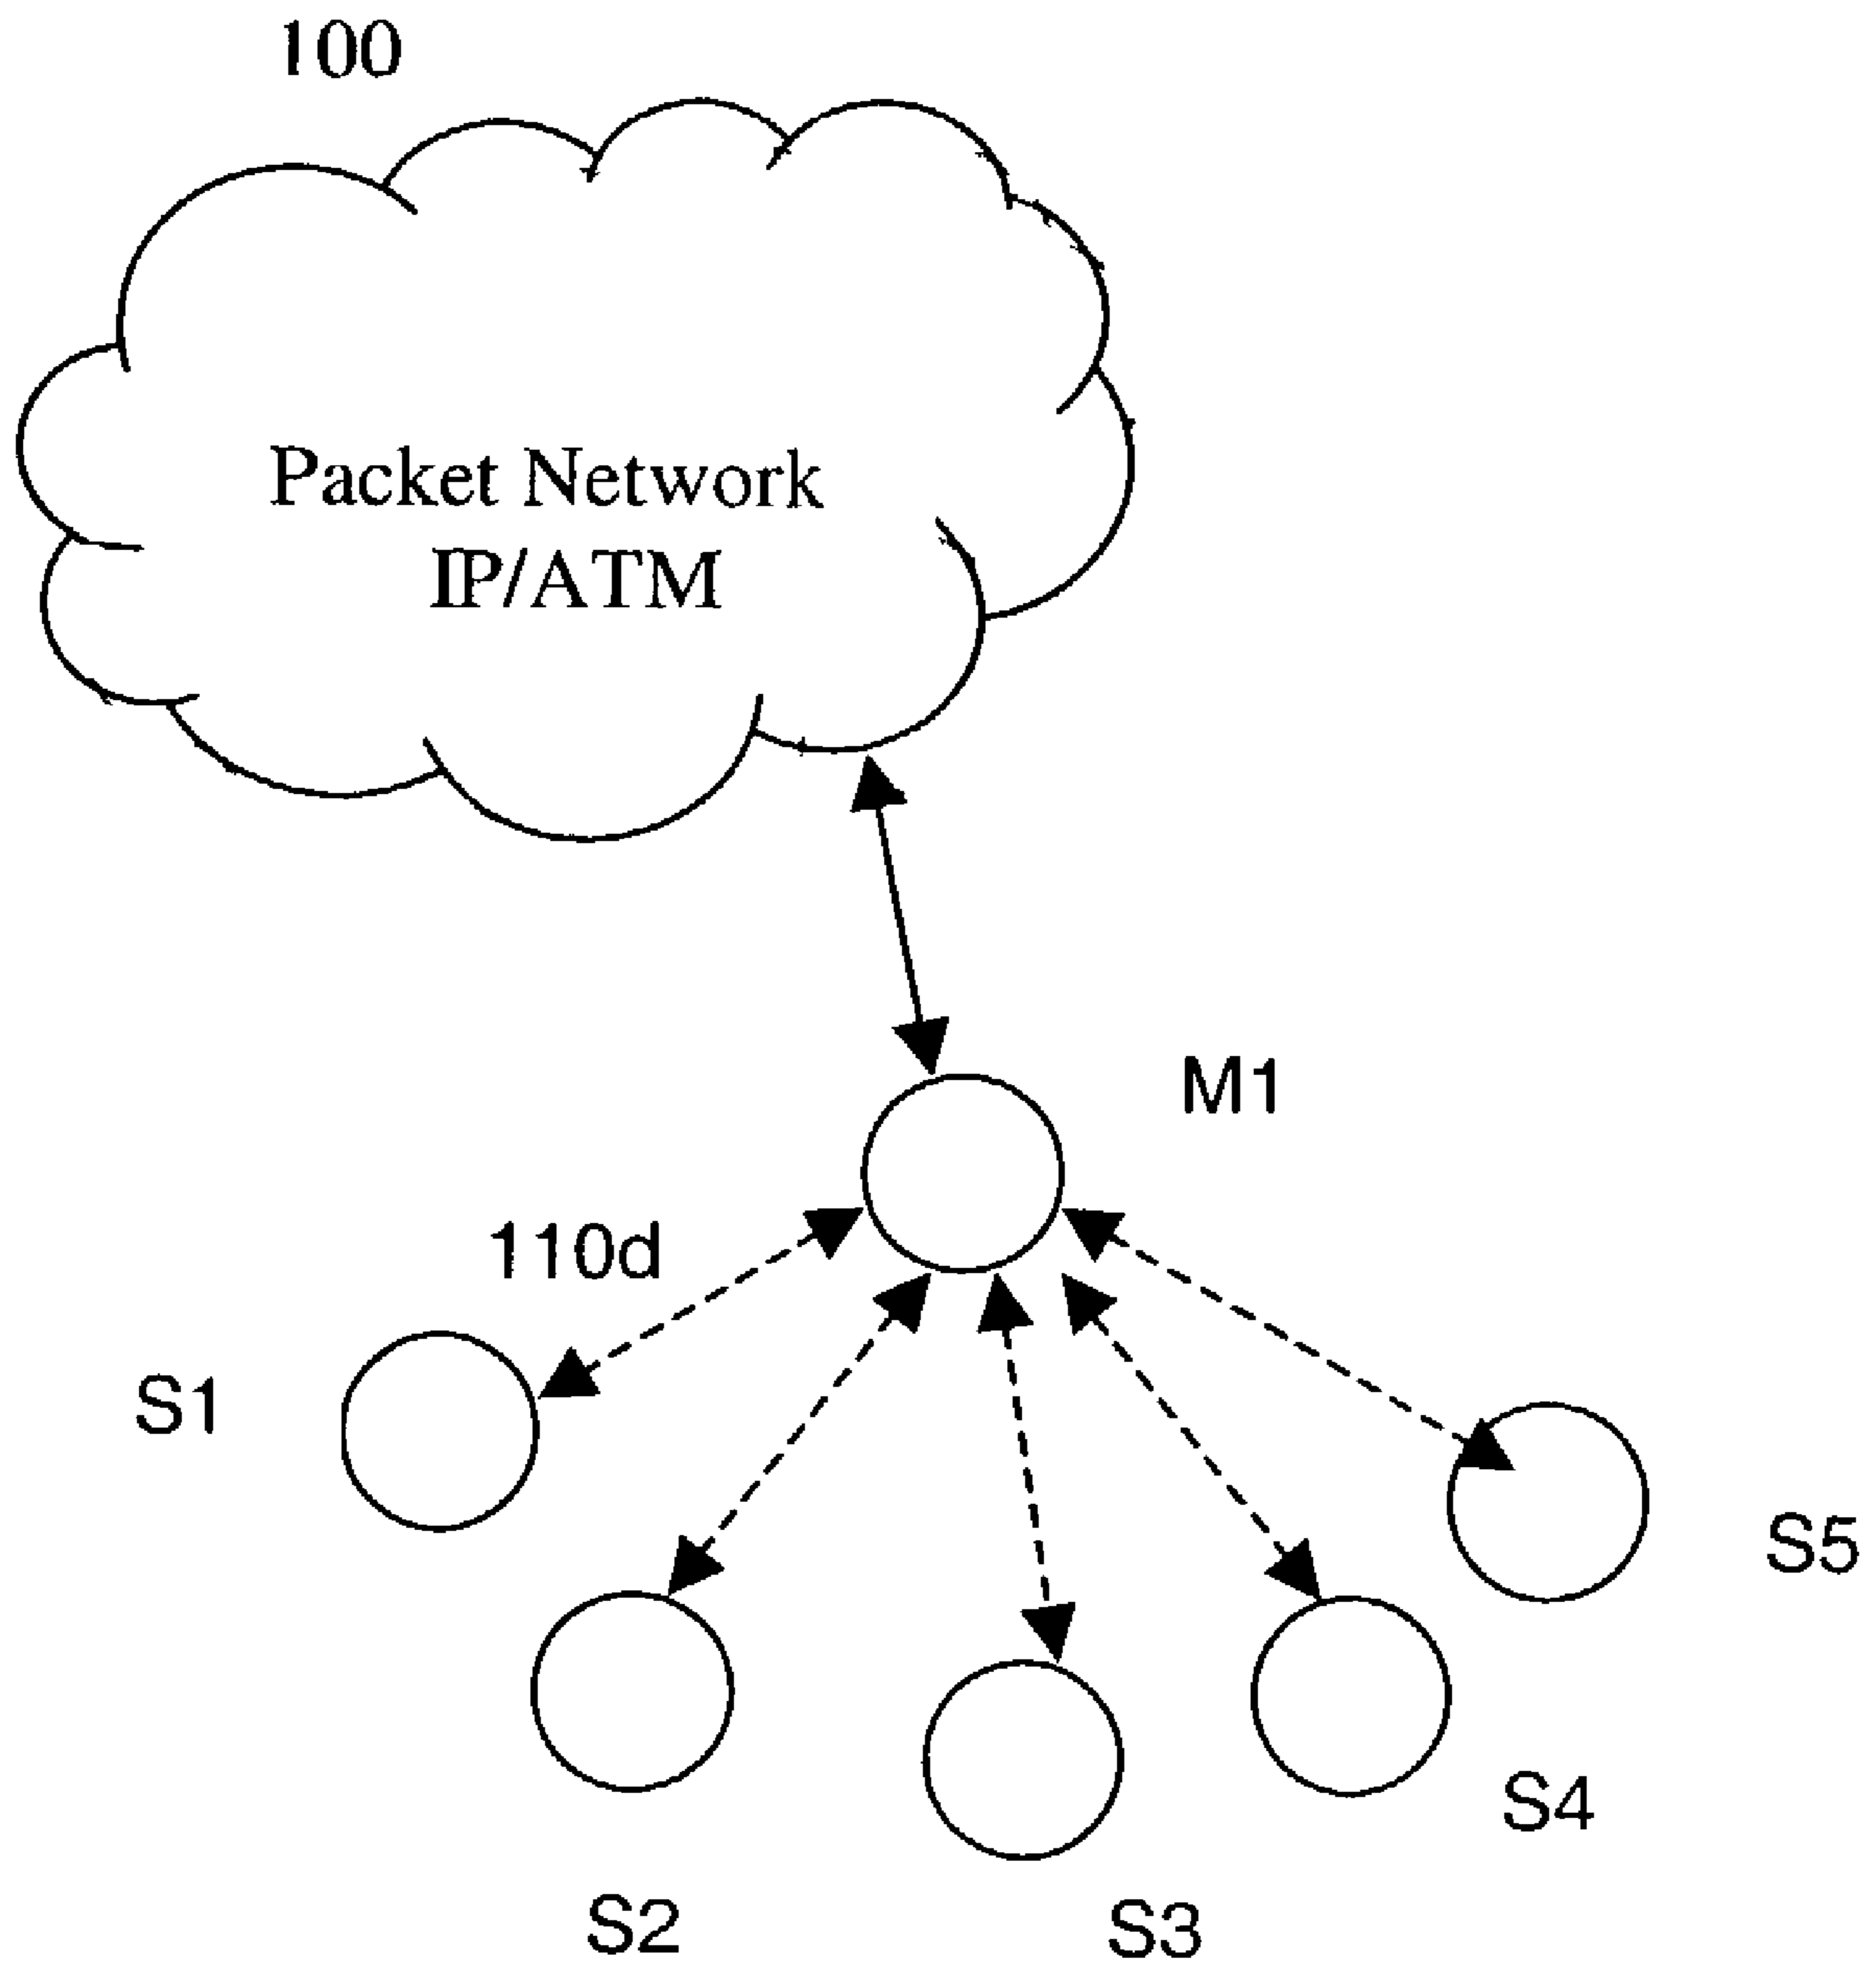 100
Packet Network
IP/ATM
M1
110d
S1
S5
S4
S2
S3